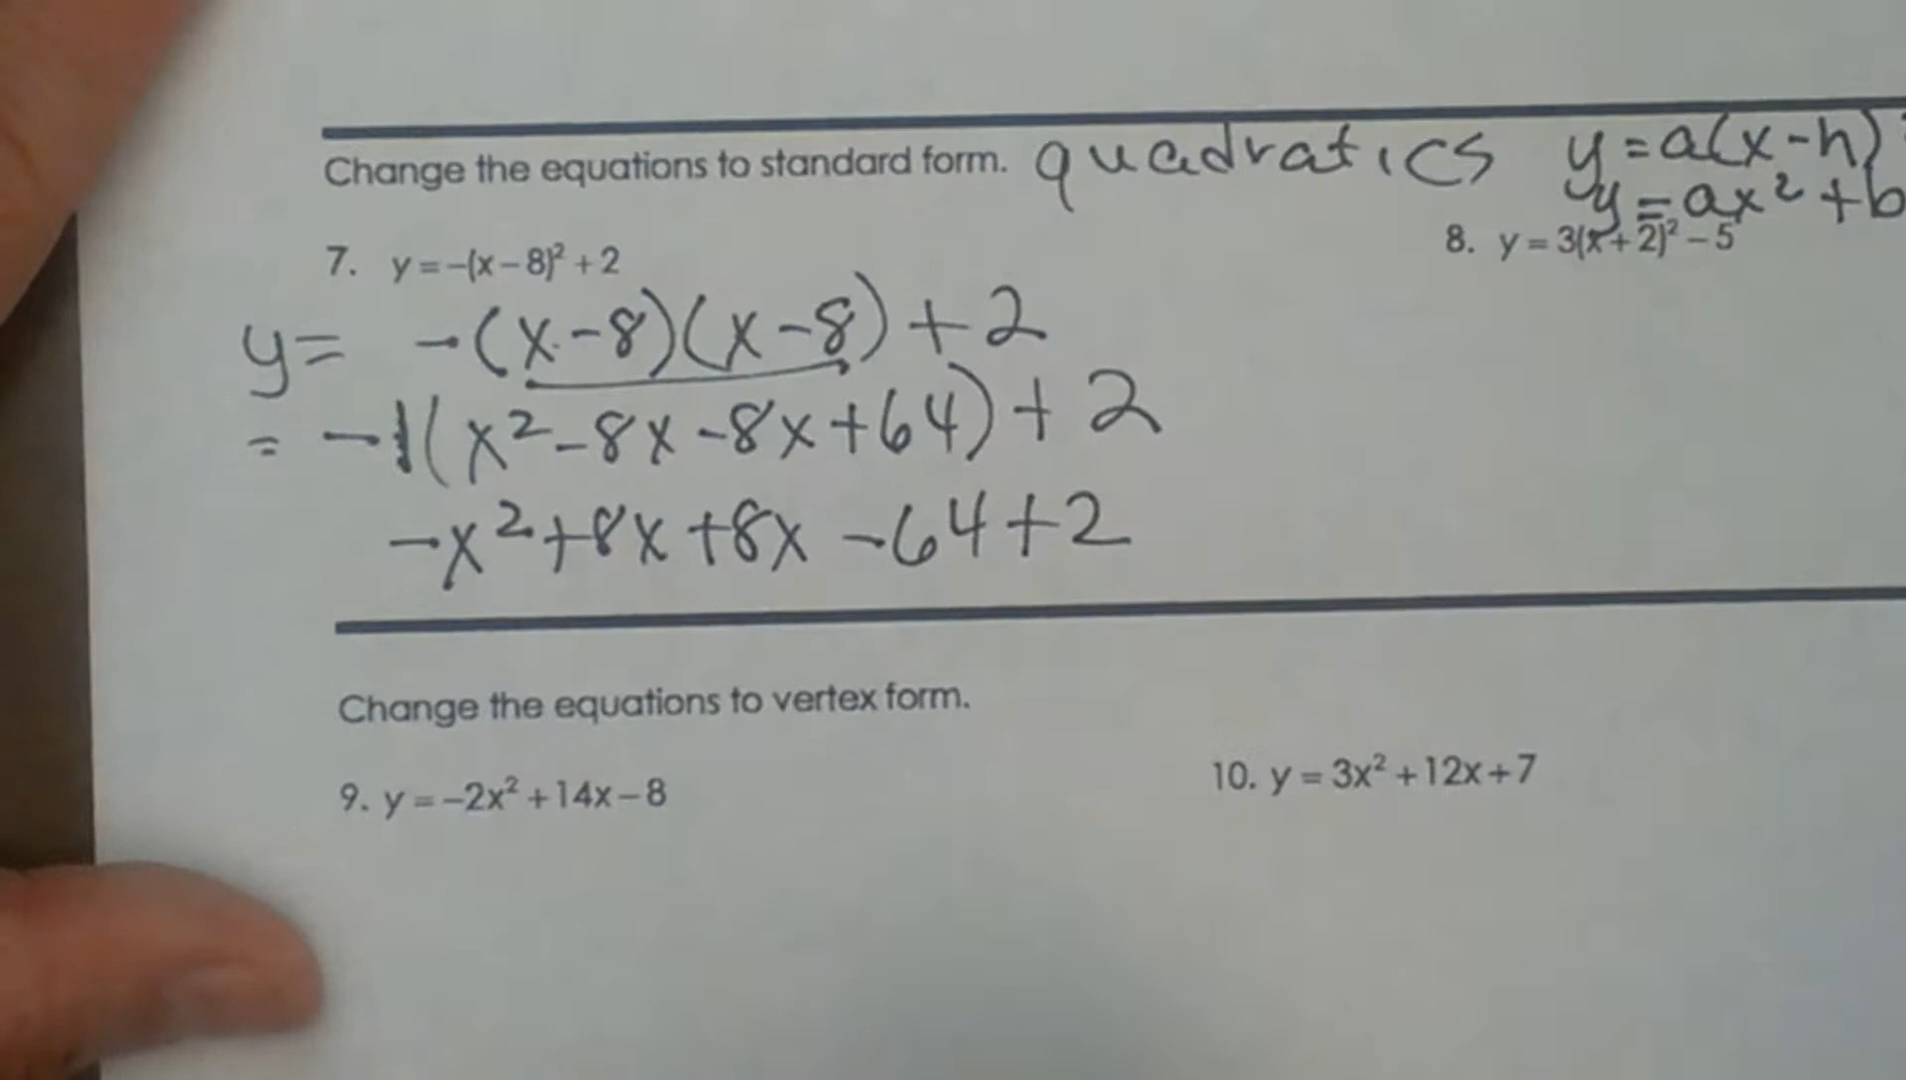 Change the equations to standard form. quadratics y=a(x-h)
y=ax²+b
7. y = -(x - 8)² + 2
8. y = 3(x + 2)² - 5
y= -(x-8)(x-8)+2
= -1(x²-8x-8x+64)+2
-x²+8x+8x-64+2
Change the equations to vertex form.
9. y = -2x² + 14x - 8
10. y = 3x² + 12x + 7